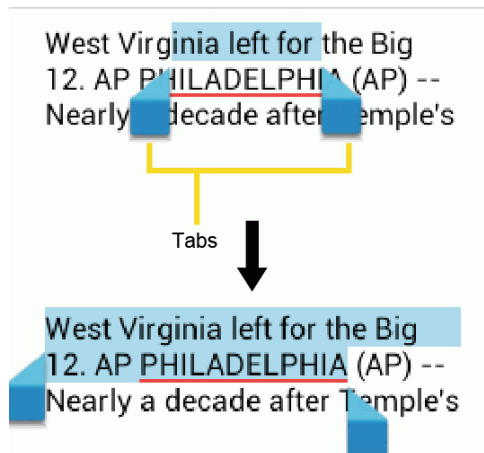 West Virginia left for the Big
12. AP PHILADELPHIA (AP) --
Nearly decade after Temple's
Tabs
West Virginia left for the Big
12. AP PHILADELPHIA (AP) --
Nearly a decade after Temple's